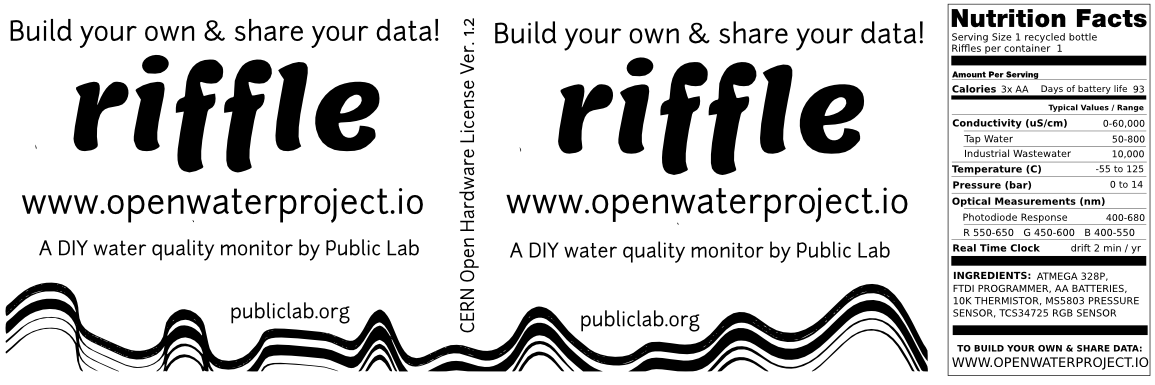 Build your own & share your data!
riffle
www.openwaterproject.io
A DIY water quality monitor by Public Lab
publiclab.org
CERN Open Hardware License Ver. 1.2
Build your own & share your data!
riffle
www.openwaterproject.io
A DIY water quality monitor by Public Lab
publiclab.org
Nutrition Facts
Serving Size 1 recycled bottle
Riffles per container 1
Amount Per Serving
Calories 3x AA Days of battery life 93
Typical Values / Range
Conductivity (uS/cm) 0-60,000
Tap Water 50-800
Industrial Wastewater 10,000
Temperature (C) -55 to 125
Pressure (bar) 0 to 14
Optical Measurements (nm)
Photodiode Response 400-680
R 550-650 G 450-600 B 400-550
Real Time Clock drift 2 min / yr
INGREDIENTS: ATMEGA 328P,
FTDI PROGRAMMER, AA BATTERIES,
10K THERMISTOR, MS5803 PRESSURE
SENSOR, TCS34725 RGB SENSOR
TO BUILD YOUR OWN & SHARE DATA:
WWW.OPENWATERPROJECT.IO